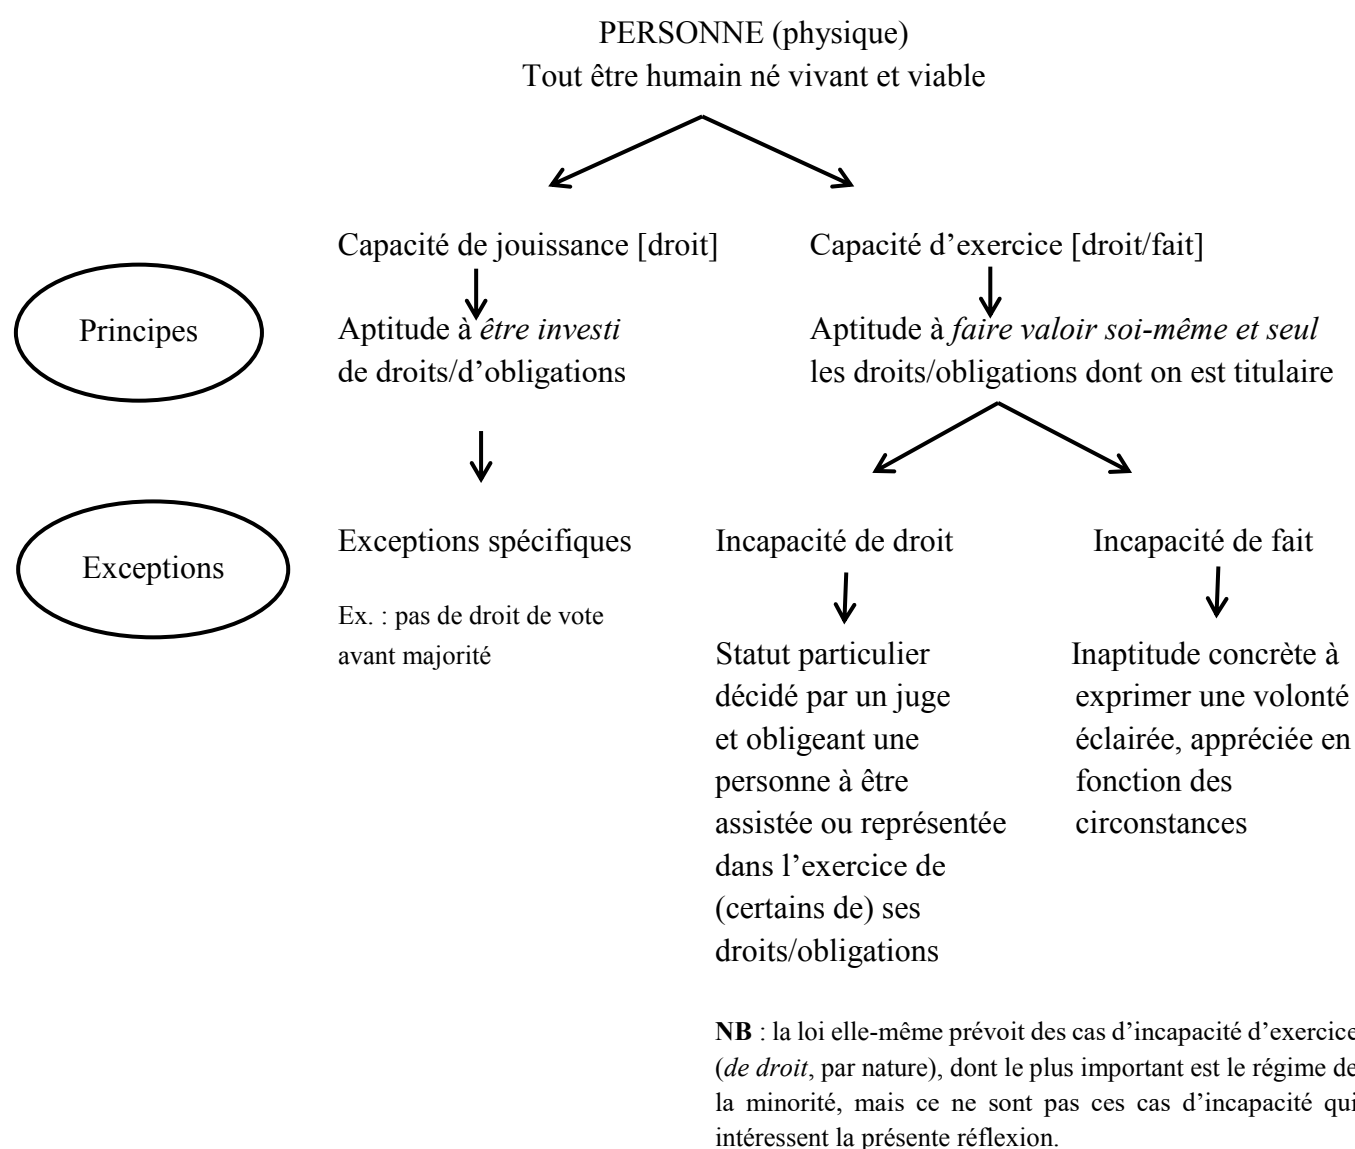 PERSONNE (physique)
Tout être humain né vivant et viable
Capacité de jouissance [droit]
Capacité d’exercice [droit/fait]
Principes
Aptitude à être investi
de droits/d’obligations
Aptitude à faire valoir soi-même et seul
les droits/obligations dont on est titulaire
Exceptions
Exceptions spécifiques
Ex. : pas de droit de vote
avant majorité
Incapacité de droit
Statut particulier
décidé par un juge
et obligeant une
personne à être
assistée ou représentée
dans l’exercice de
(certains de) ses
droits/obligations
Incapacité de fait
Inaptitude concrète à
exprimer une volonté
éclairée, appréciée en
fonction des
circonstances
NB : la loi elle-même prévoit des cas d’incapacité d’exercice
(de droit, par nature), dont le plus important est le régime de
la minorité, mais ce ne sont pas ces cas d’incapacité qui
intéressent la présente réflexion.